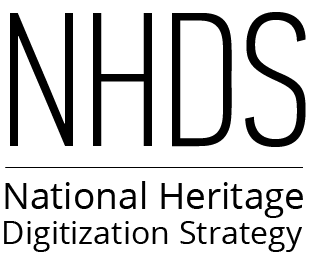 NHDS
National Heritage
Digitization Strategy